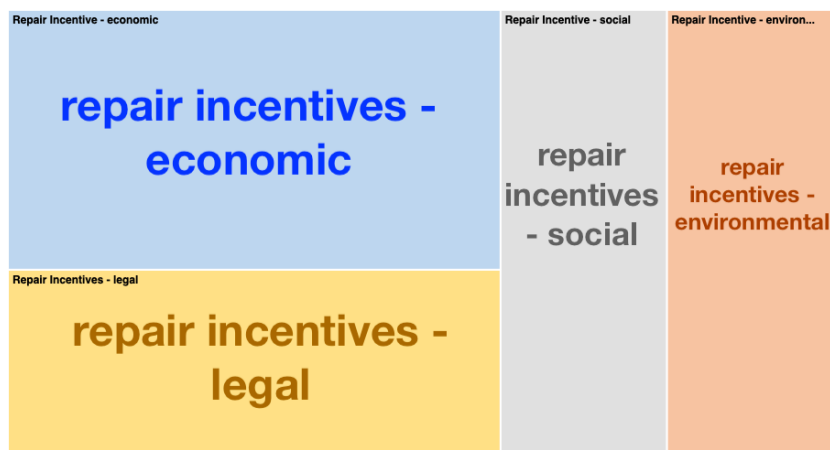 Repair Incentive - economic
repair incentives -
economic
Repair Incentives - legal
repair incentives -
legal
Repair Incentive - social
repair
incentives
- social
Repair Incentive - environ...
repair
incentives -
environmental